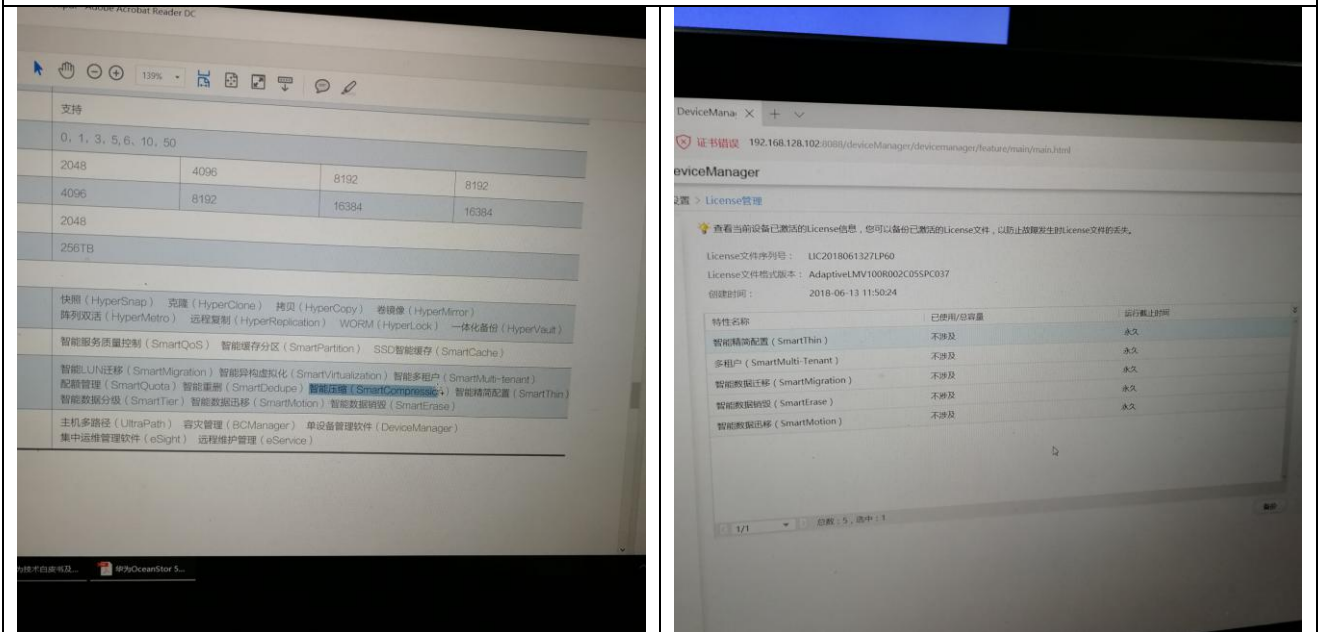 Adobe Acrobat Reader DC
139%
支持
0, 1, 3, 5, 6, 10, 50
2048 4096 8192 8192
4096 8192 16384 16384
2048
256TB
快照（HyperSnap） 克隆（HyperClone） 拷贝（HyperCopy） 卷镜像（HyperMirror）
阵列双活（HyperMetro） 远程复制（HyperReplication） WORM（HyperLock） 一体化备份（HyperVault）
智能服务质量控制（SmartQoS） 智能缓存分区（SmartPartition） SSD智能缓存（SmartCache）
智能LUN迁移（SmartMigration）智能异构虚拟化（SmartVirtualization）智能多租户（SmartMulti-tenant）
配额管理（SmartQuota）智能重删（SmartDedupe）智能压缩（SmartCompression）智能精简配置（SmartThin）
智能数据分级（SmartTier）智能数据迅移（SmartMotion）智能数据销毁（SmartErase）
主机多路径（UltraPath） 容灾管理（BCManager） 单设备管理软件（DeviceManager）
集中运维管理软件（eSight） 远程维护管理（eService）
技术白皮书及...
华为OceanStor 5...
DeviceMana
证书错误 192.168.128.102:8088/deviceManager/devicemanager/feature/main/main.html
eviceManager
置 > License管理
查看当前设备已激活的License信息，您可以备份已激活的License文件，以防止故障发生时License文件的丢失。
License文件序列号： LIC2018061327LP60
License文件格式版本： AdaptiveLMV100R002C05SPC037
创建时间： 2018-06-13 11:50:24
特性名称 已使用/总容量 运行截止时间
智能精简配置（SmartThin） 不涉及 永久
多租户（SmartMulti-Tenant） 不涉及 永久
智能数据迁移（SmartMigration） 不涉及 永久
智能数据销毁（SmartErase） 不涉及 永久
智能数据迅移（SmartMotion） 不涉及 永久
1/1 总数：5，选中：1
备份